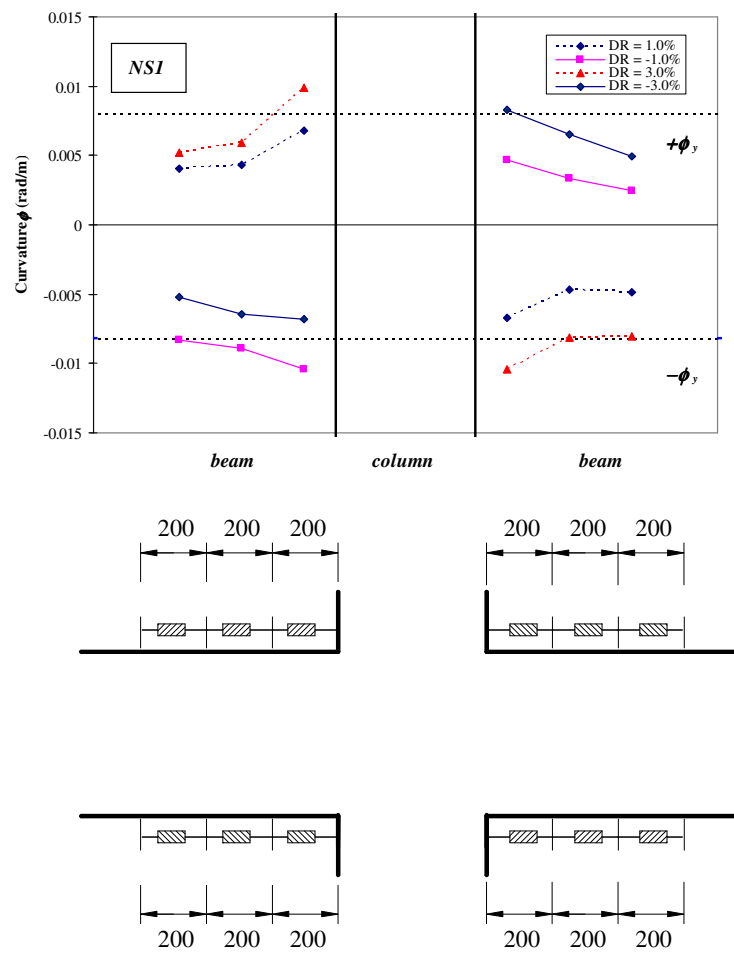 0.015
NS1
DR = 1.0%
DR = -1.0%
DR = 3.0%
DR = -3.0%
0.01
+ϕ y
0.005
Curvature ϕ (rad/m)
0
-0.005
-0.01
−ϕ y
-0.015
beam column beam
200 200 200 200 200 200
200 200 200 200 200 200